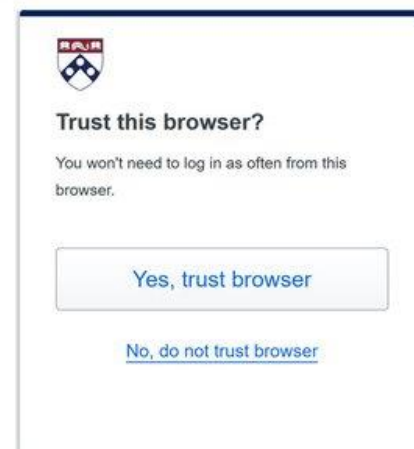 Trust this browser?
You won't need to log in as often from this
browser.
Yes, trust browser
No, do not trust browser